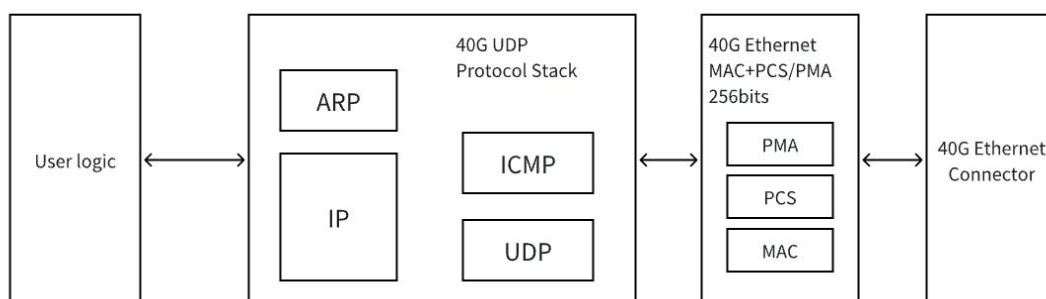 User logic
40G UDP
Protocol Stack
ARP
IP
ICMP
UDP
40G Ethernet
MAC+PCS/PMA
256bits
PMA
PCS
MAC
40G Ethernet
Connector